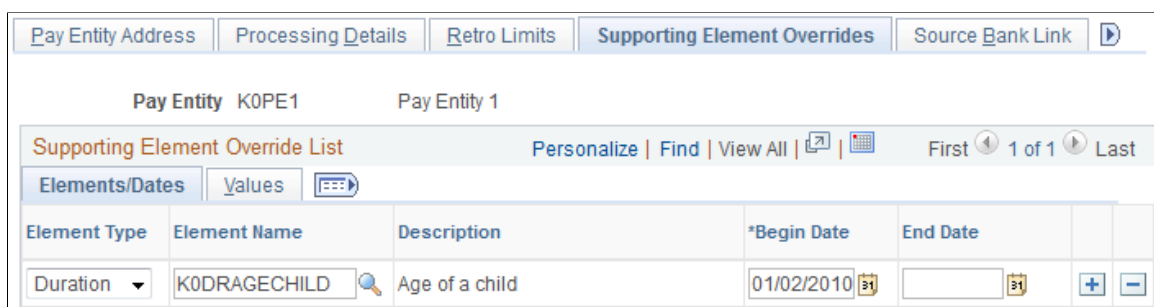 Pay Entity Address Processing Details Retro Limits Supporting Element Overrides Source Bank Link
Pay Entity K0PE1 Pay Entity 1
Supporting Element Override List Personalize | Find | View All | | First 1 of 1 Last
Elements/Dates Values
Element Type Element Name Description *Begin Date End Date
Duration K0DRAGECHILD Age of a child 01/02/2010 31 31 + -